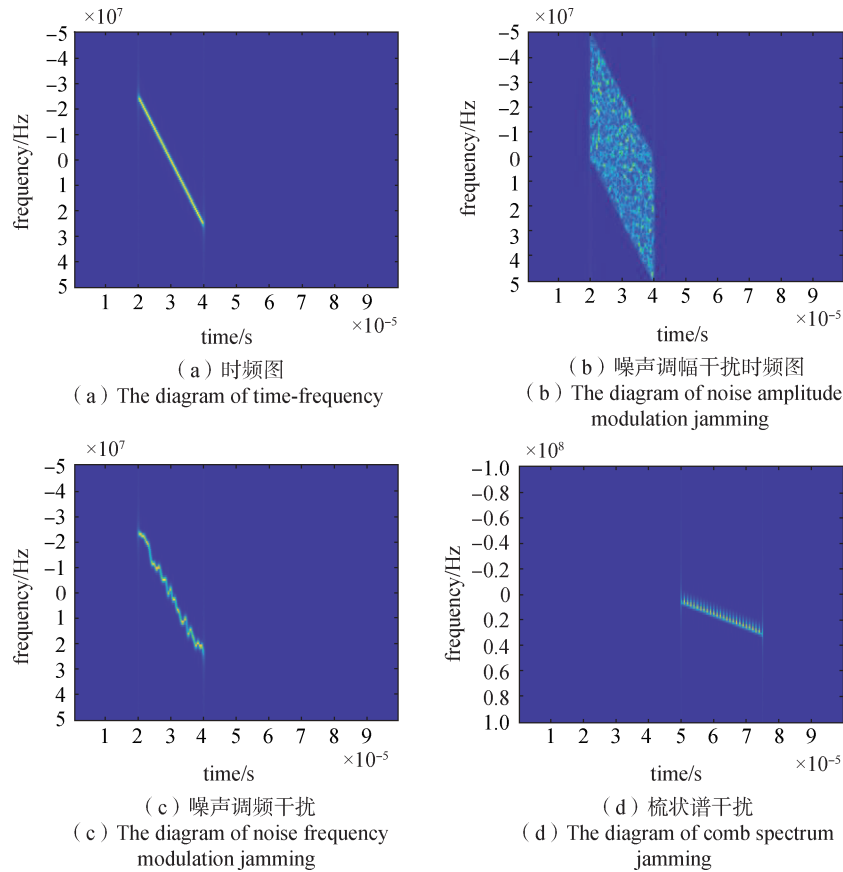 ×10⁷
−5
−4
−3
−2
−1
0
1
2
3
4
5
frequency/Hz
1 2 3 4 5 6 7 8 9
×10⁻⁵
time/s
（a）时频图
（a）The diagram of time-frequency
×10⁷
−5
−4
−3
−2
−1
0
1
2
3
4
5
frequency/Hz
1 2 3 4 5 6 7 8 9
×10⁻⁵
time/s
（b）噪声调幅干扰时频图
（b）The diagram of noise amplitude
modulation jamming
×10⁷
−5
−4
−3
−2
−1
0
1
2
3
4
5
frequency/Hz
1 2 3 4 5 6 7 8 9
×10⁻⁵
time/s
（c）噪声调频干扰
（c）The diagram of noise frequency
modulation jamming
×10⁸
−1.0
−0.8
−0.6
−0.4
−0.2
0
0.2
0.4
0.6
0.8
1.0
frequency/Hz
1 2 3 4 5 6 7 8 9
×10⁻⁵
time/s
（d）梳状谱干扰
（d）The diagram of comb spectrum
jamming